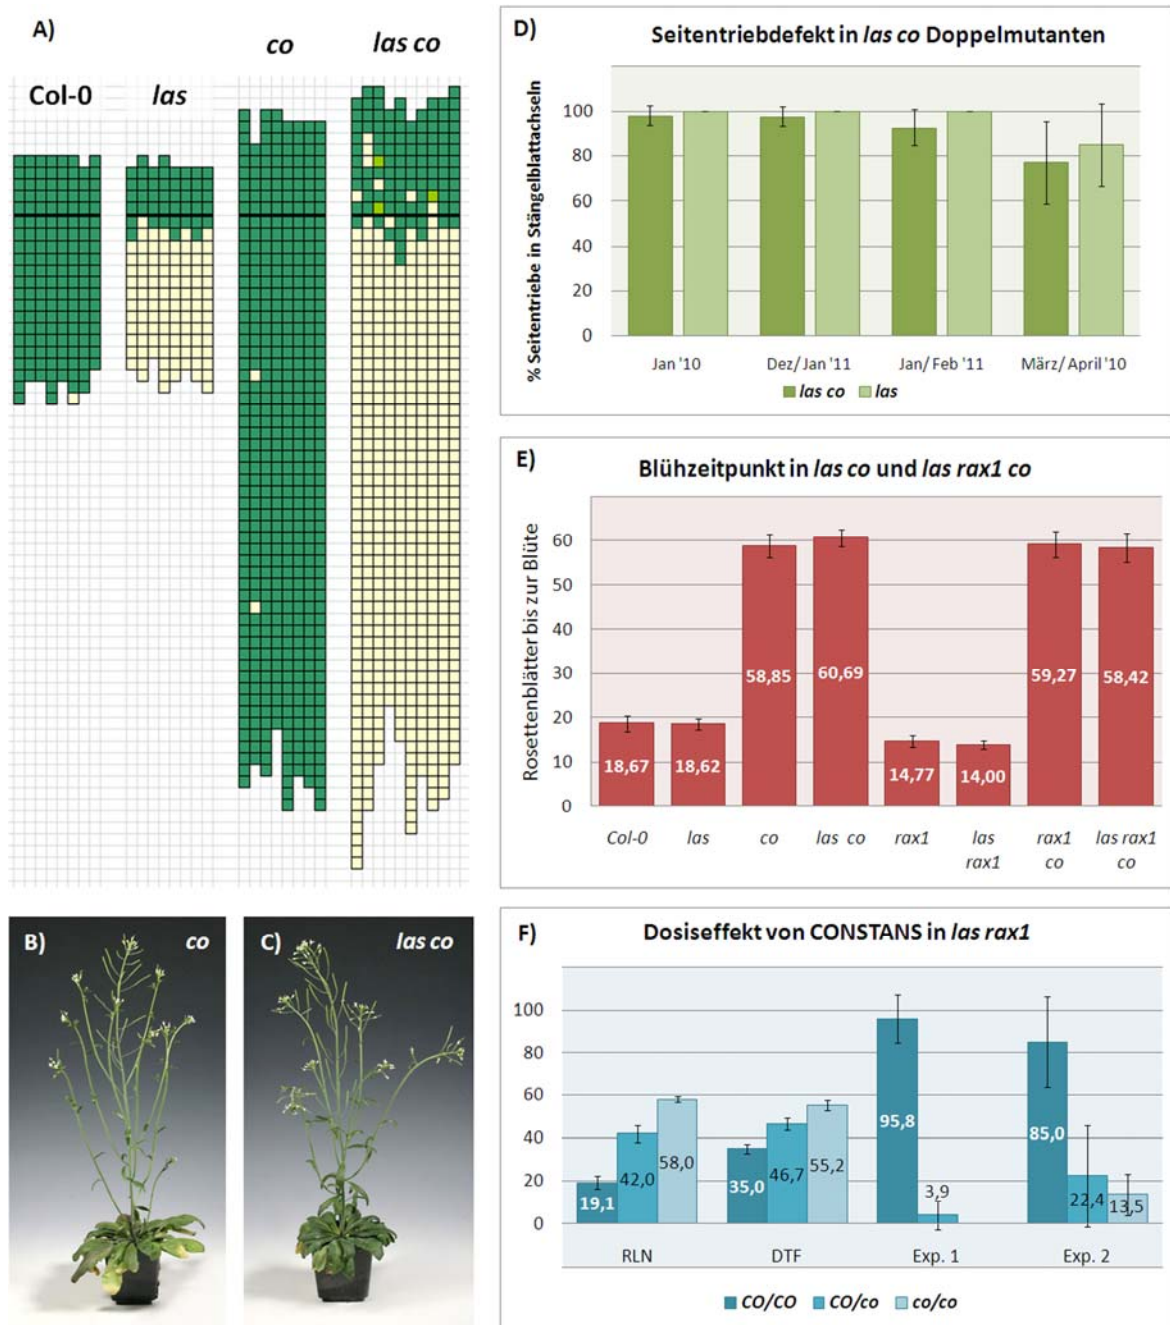 A)
Col-0
las
co
las co
B)
co
C)
las co
D)
Seitentriebdefekt in las co Doppelmutanten
% Seitentriebe in Stängelblattachseln
100
80
60
40
20
0
Jan '10
Dez/ Jan '11
Jan/ Feb '11
März/ April '10
las co
las
E)
Blühzeitpunkt in las co und las rax1 co
Rosettenblätter bis zur Blüte
60
50
40
30
20
10
0
18,67
18,62
58,85
60,69
14,77
14,00
59,27
58,42
Col-0
las
co
las co
rax1
las
rax1
rax1
co
las rax1
co
F)
Dosiseffekt von CONSTANS in las rax1
100
80
60
40
20
0
19,1
42,0
58,0
35,0
46,7
55,2
95,8
3,9
85,0
22,4
13,5
RLN
DTF
Exp. 1
Exp. 2
CO/CO
CO/co
co/co